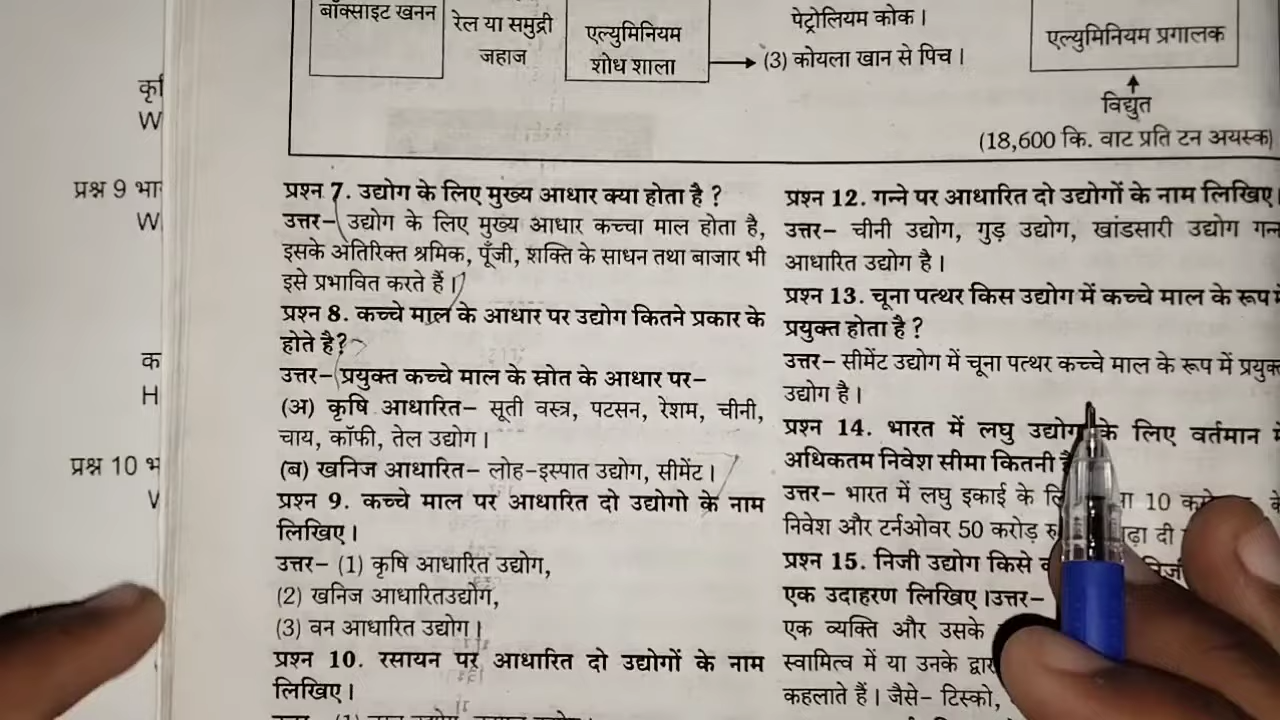 बॉक्साइट खनन
रेल या समुद्री
जहाज
एल्युमिनियम
शोध शाला
पेट्रोलियम कोक।
(3) कोयला खान से पिच।
एल्युमिनियम प्रगालक
विद्युत
(18,600 कि. वाट प्रति टन अयस्क)
कृ
W
प्रश्न 9 भा
W
क
H
प्रश्न 10 भ
V
प्रश्न 7. उद्योग के लिए मुख्य आधार क्या होता है ?
उत्तर– उद्योग के लिए मुख्य आधार कच्चा माल होता है,
इसके अतिरिक्त श्रमिक, पूँजी, शक्ति के साधन तथा बाजार भी
इसे प्रभावित करते हैं।
प्रश्न 8. कच्चे माल के आधार पर उद्योग कितने प्रकार के
होते है?
उत्तर– प्रयुक्त कच्चे माल के स्रोत के आधार पर–
(अ) कृषि आधारित– सूती वस्त्र, पटसन, रेशम, चीनी,
चाय, कॉफी, तेल उद्योग।
(ब) खनिज आधारित– लोह-इस्पात उद्योग, सीमेंट।
प्रश्न 9. कच्चे माल पर आधारित दो उद्योगो के नाम
लिखिए।
उत्तर– (1) कृषि आधारित उद्योग,
(2) खनिज आधारितउद्योग,
(3) वन आधारित उद्योग।
प्रश्न 10. रसायन पर आधारित दो उद्योगों के नाम
लिखिए।
प्रश्न 12. गन्ने पर आधारित दो उद्योगों के नाम लिखिए।
उत्तर– चीनी उद्योग, गुड़ उद्योग, खांडसारी उद्योग गन्न
आधारित उद्योग है।
प्रश्न 13. चूना पत्थर किस उद्योग में कच्चे माल के रूप में
प्रयुक्त होता है ?
उत्तर– सीमेंट उद्योग में चूना पत्थर कच्चे माल के रूप में प्रयुक्त
उद्योग है।
प्रश्न 14. भारत में लघु उद्योग के लिए वर्तमान में
अधिकतम निवेश सीमा कितनी है
उत्तर– भारत में लघु इकाई के लि 10
निवेश और टर्नओवर 50 करोड़ दी
प्रश्न 15. निजी उद्योग किसे
एक उदाहरण लिखिए।उत्तर–
एक व्यक्ति और उसके
स्वामित्व में या उनके द्वार
कहलाते हैं। जैसे– टिस्को,